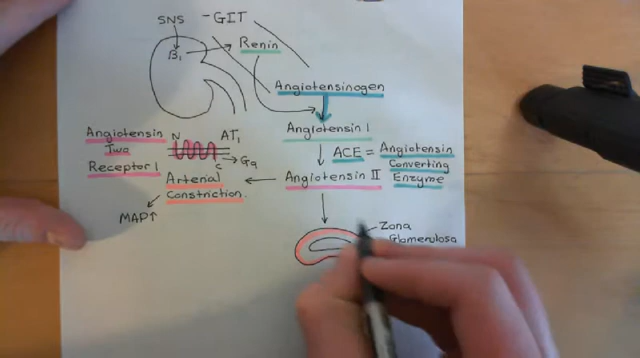 SNS
-GIT
β1
Renin
Angiotensinogen
Angiotensin I
ACE = Angiotensin
Converting
Enzyme
Angiotensin
Two
Receptor 1
N
AT1
C
Gq
Arterial
Constriction
Angiotensin II
MAP↑
Zona
Glomerulosa